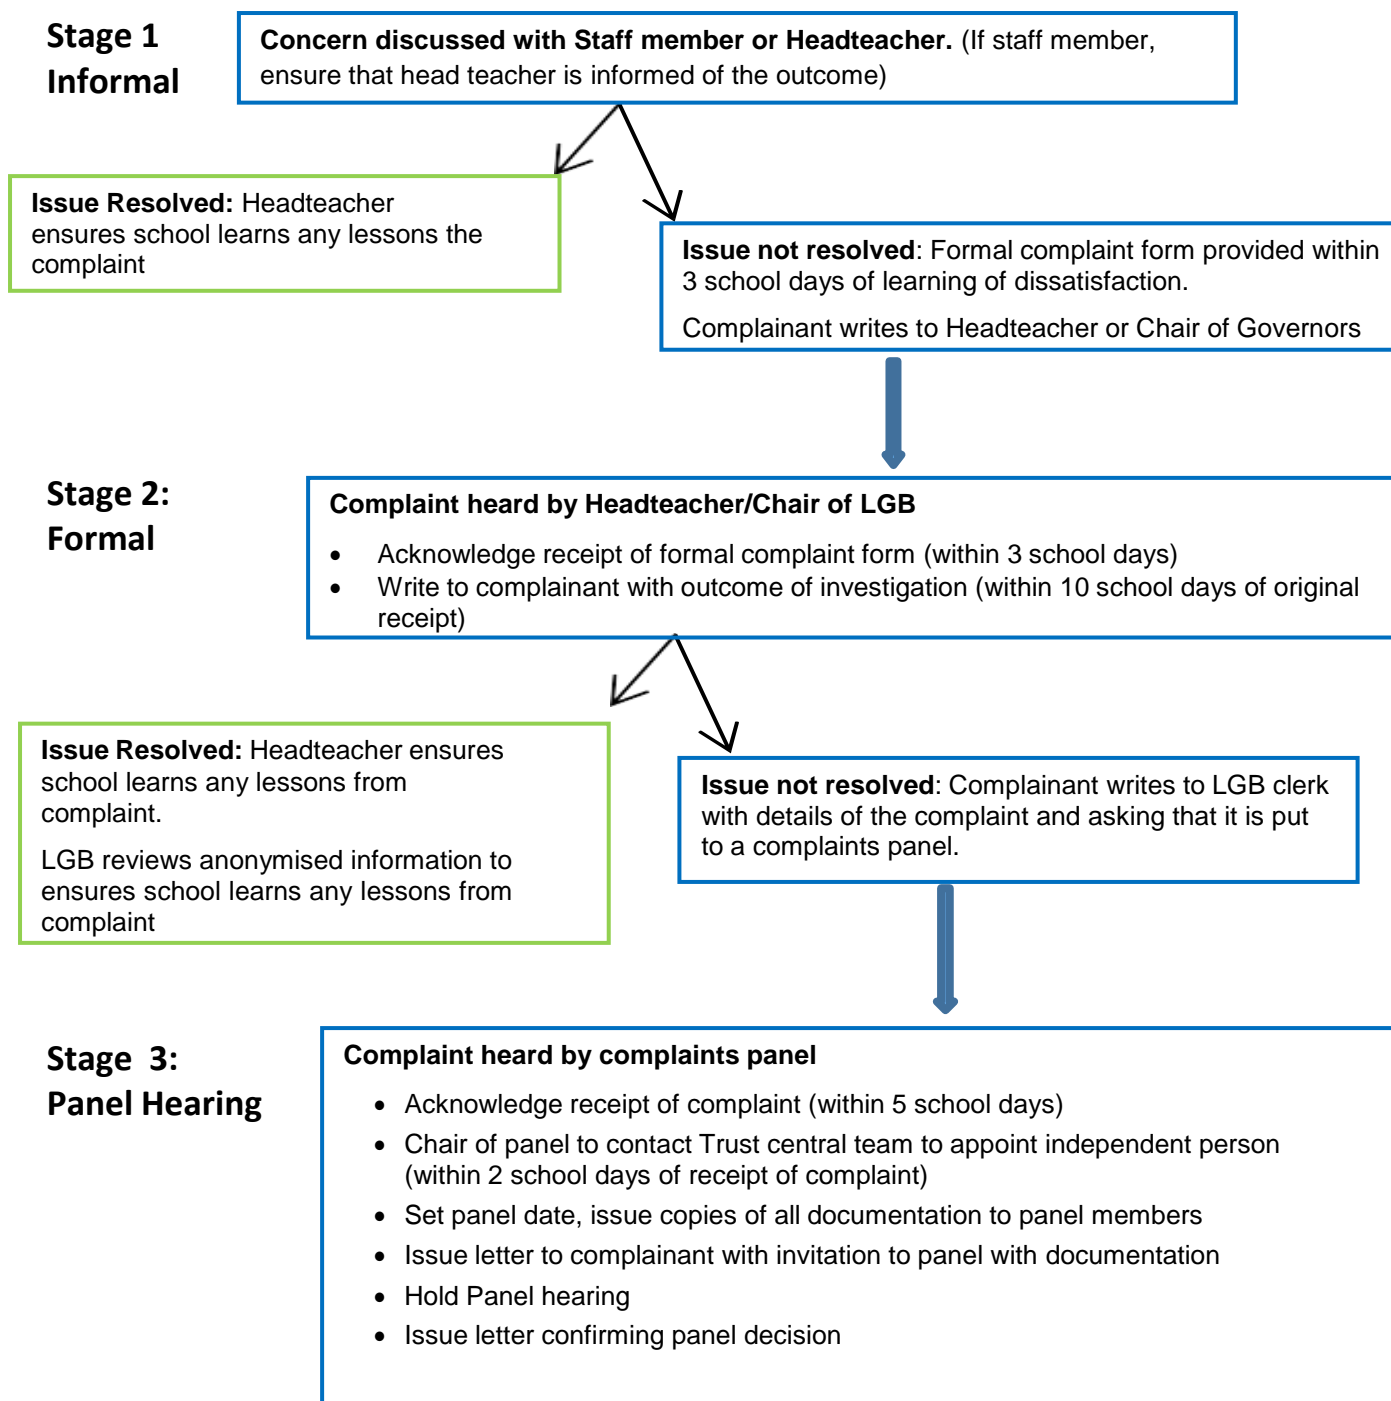 Stage 1
Informal
Concern discussed with Staff member or Headteacher. (If staff member,
ensure that head teacher is informed of the outcome)
Issue Resolved: Headteacher
ensures school learns any lessons the
complaint
Issue not resolved: Formal complaint form provided within
3 school days of learning of dissatisfaction.
Complainant writes to Headteacher or Chair of Governors
Stage 2:
Formal
Complaint heard by Headteacher/Chair of LGB
• Acknowledge receipt of formal complaint form (within 3 school days)
• Write to complainant with outcome of investigation (within 10 school days of original
receipt)
Issue Resolved: Headteacher ensures
school learns any lessons from
complaint.
LGB reviews anonymised information to
ensures school learns any lessons from
complaint
Issue not resolved: Complainant writes to LGB clerk
with details of the complaint and asking that it is put
to a complaints panel.
Stage 3:
Panel Hearing
Complaint heard by complaints panel
• Acknowledge receipt of complaint (within 5 school days)
• Chair of panel to contact Trust central team to appoint independent person
(within 2 school days of receipt of complaint)
• Set panel date, issue copies of all documentation to panel members
• Issue letter to complainant with invitation to panel with documentation
• Hold Panel hearing
• Issue letter confirming panel decision